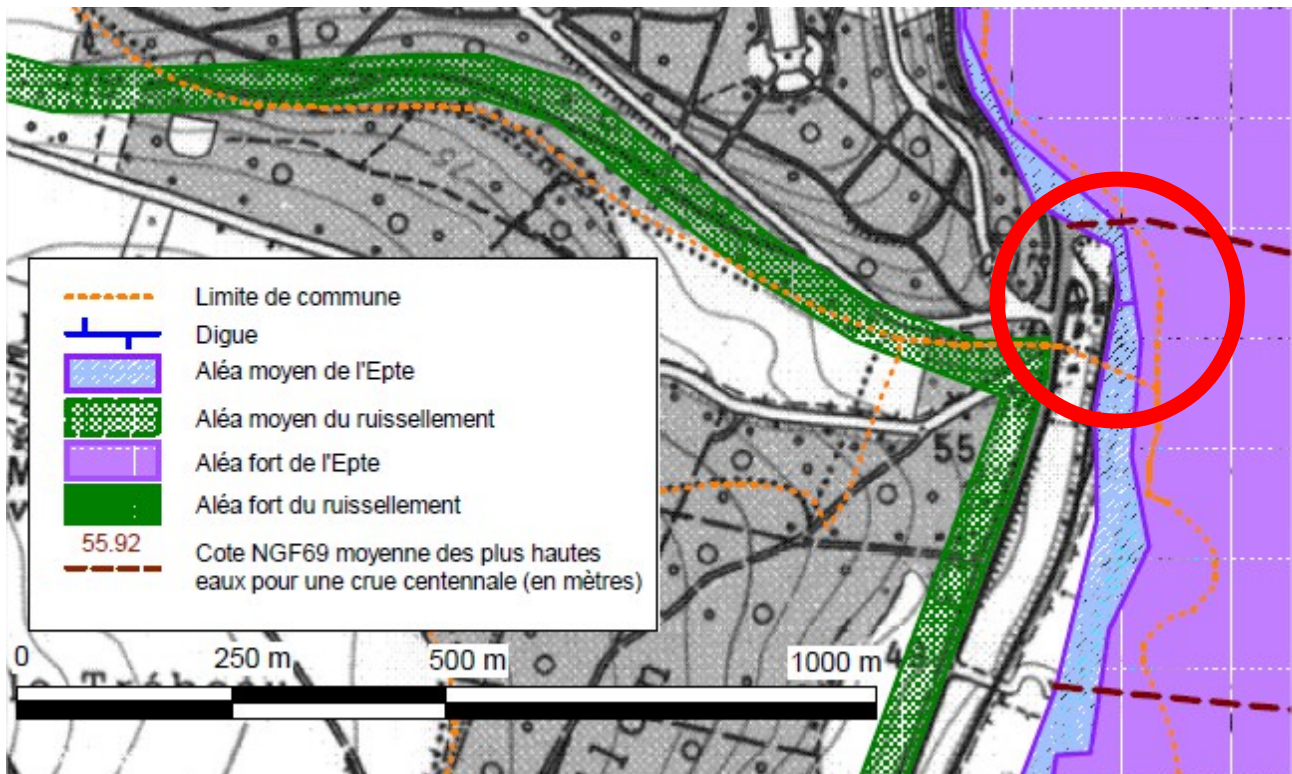 75
Limite de commune
Digue
Aléa moyen de l'Epte
Aléa moyen du ruissellement
Aléa fort de l'Epte
Aléa fort du ruissellement
55.92
Cote NGF69 moyenne des plus hautes
eaux pour une crue centennale (en mètres)
55
0 250 m 500 m 1000 m